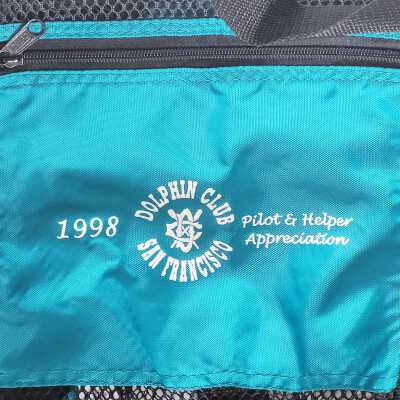 1998
DOLPHIN CLUB
SAN FRANCISCO
Pilot & Helper
Appreciation